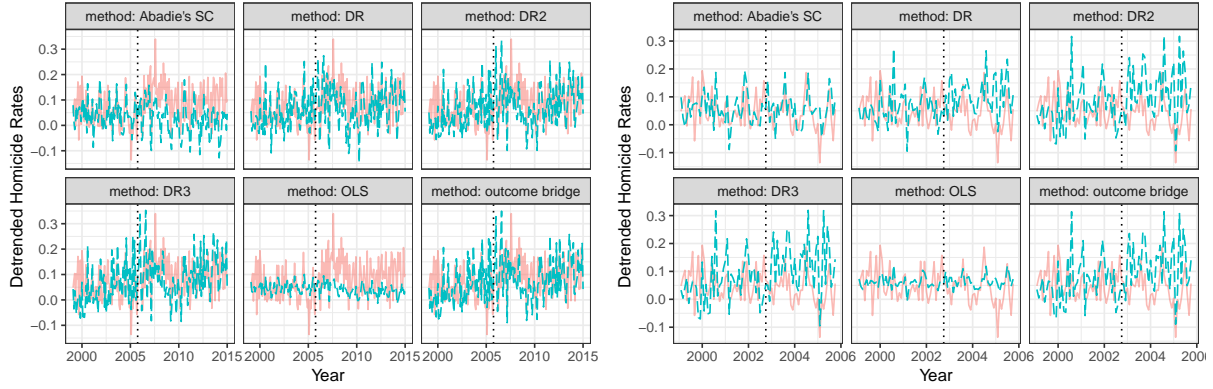 method: Abadie's SC
method: DR
method: DR2
0.3
0.2
0.1
0.0
−0.1
method: DR3
method: OLS
method: outcome bridge
0.3
0.2
0.1
0.0
−0.1
2000 2005 2010 2015
2000 2005 2010 2015
2000 2005 2010 2015
Year
Detrended Homicide Rates
method: Abadie's SC
method: DR
method: DR2
0.3
0.2
0.1
0.0
−0.1
method: DR3
method: OLS
method: outcome bridge
0.3
0.2
0.1
0.0
−0.1
2000 2002 2004 2006
2000 2002 2004 2006
2000 2002 2004 2006
Year
Detrended Homicide Rates